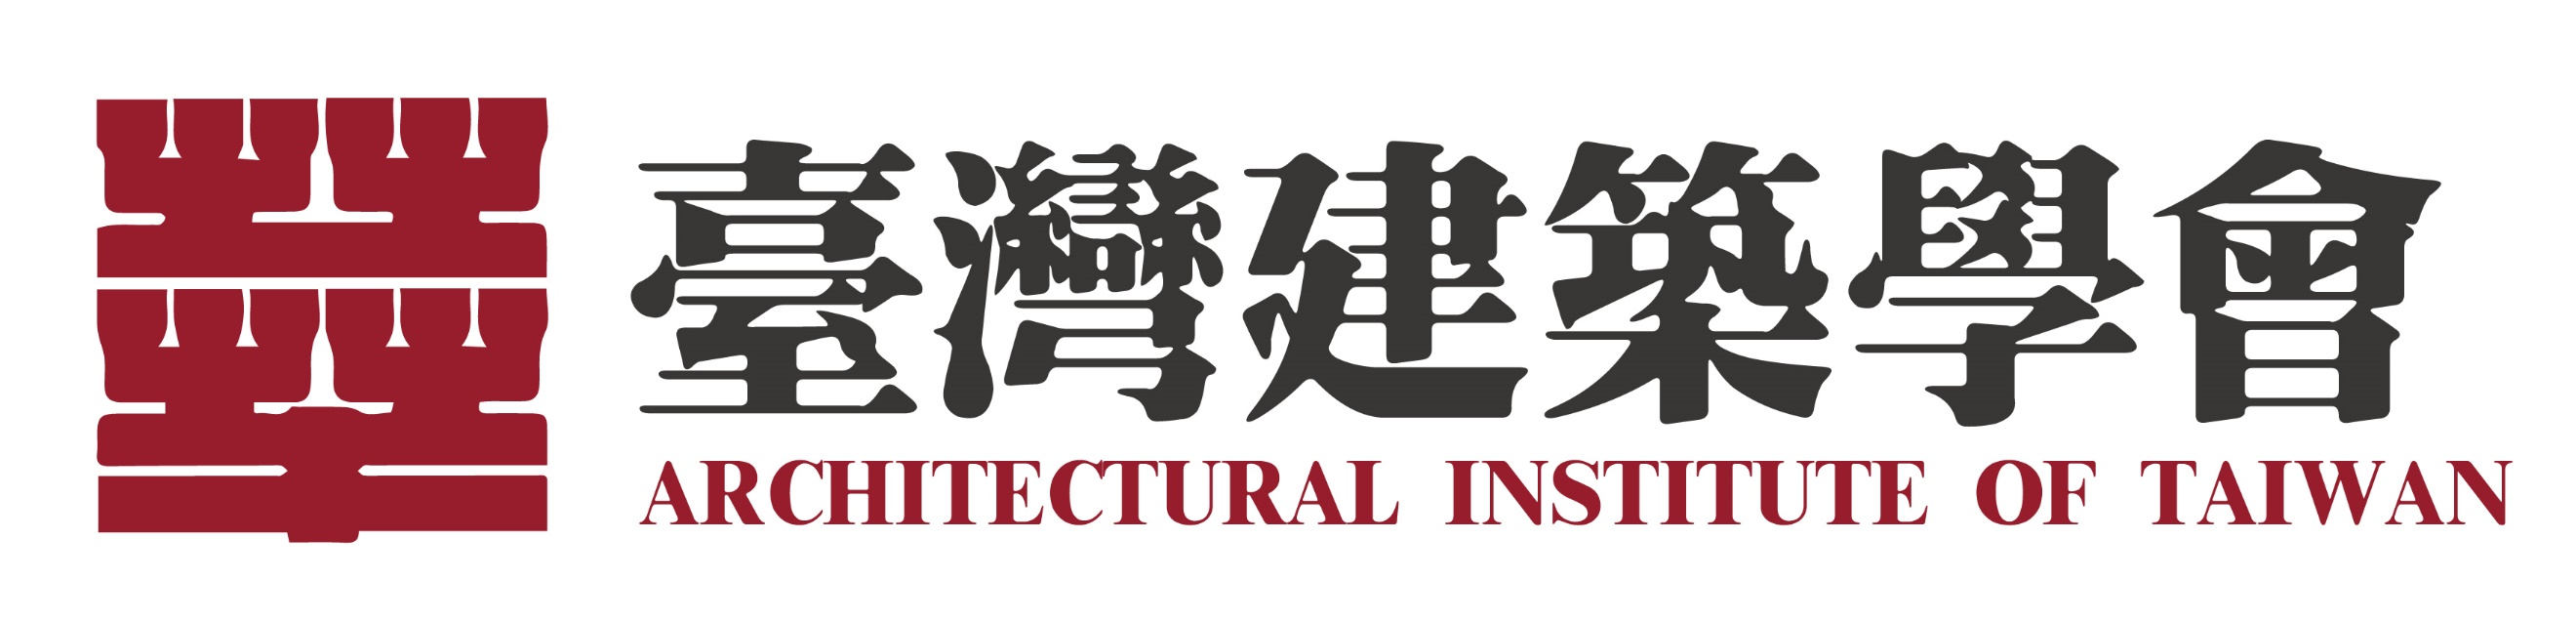 臺灣建築學會
ARCHITECTURAL INSTITUTE OF TAIWAN